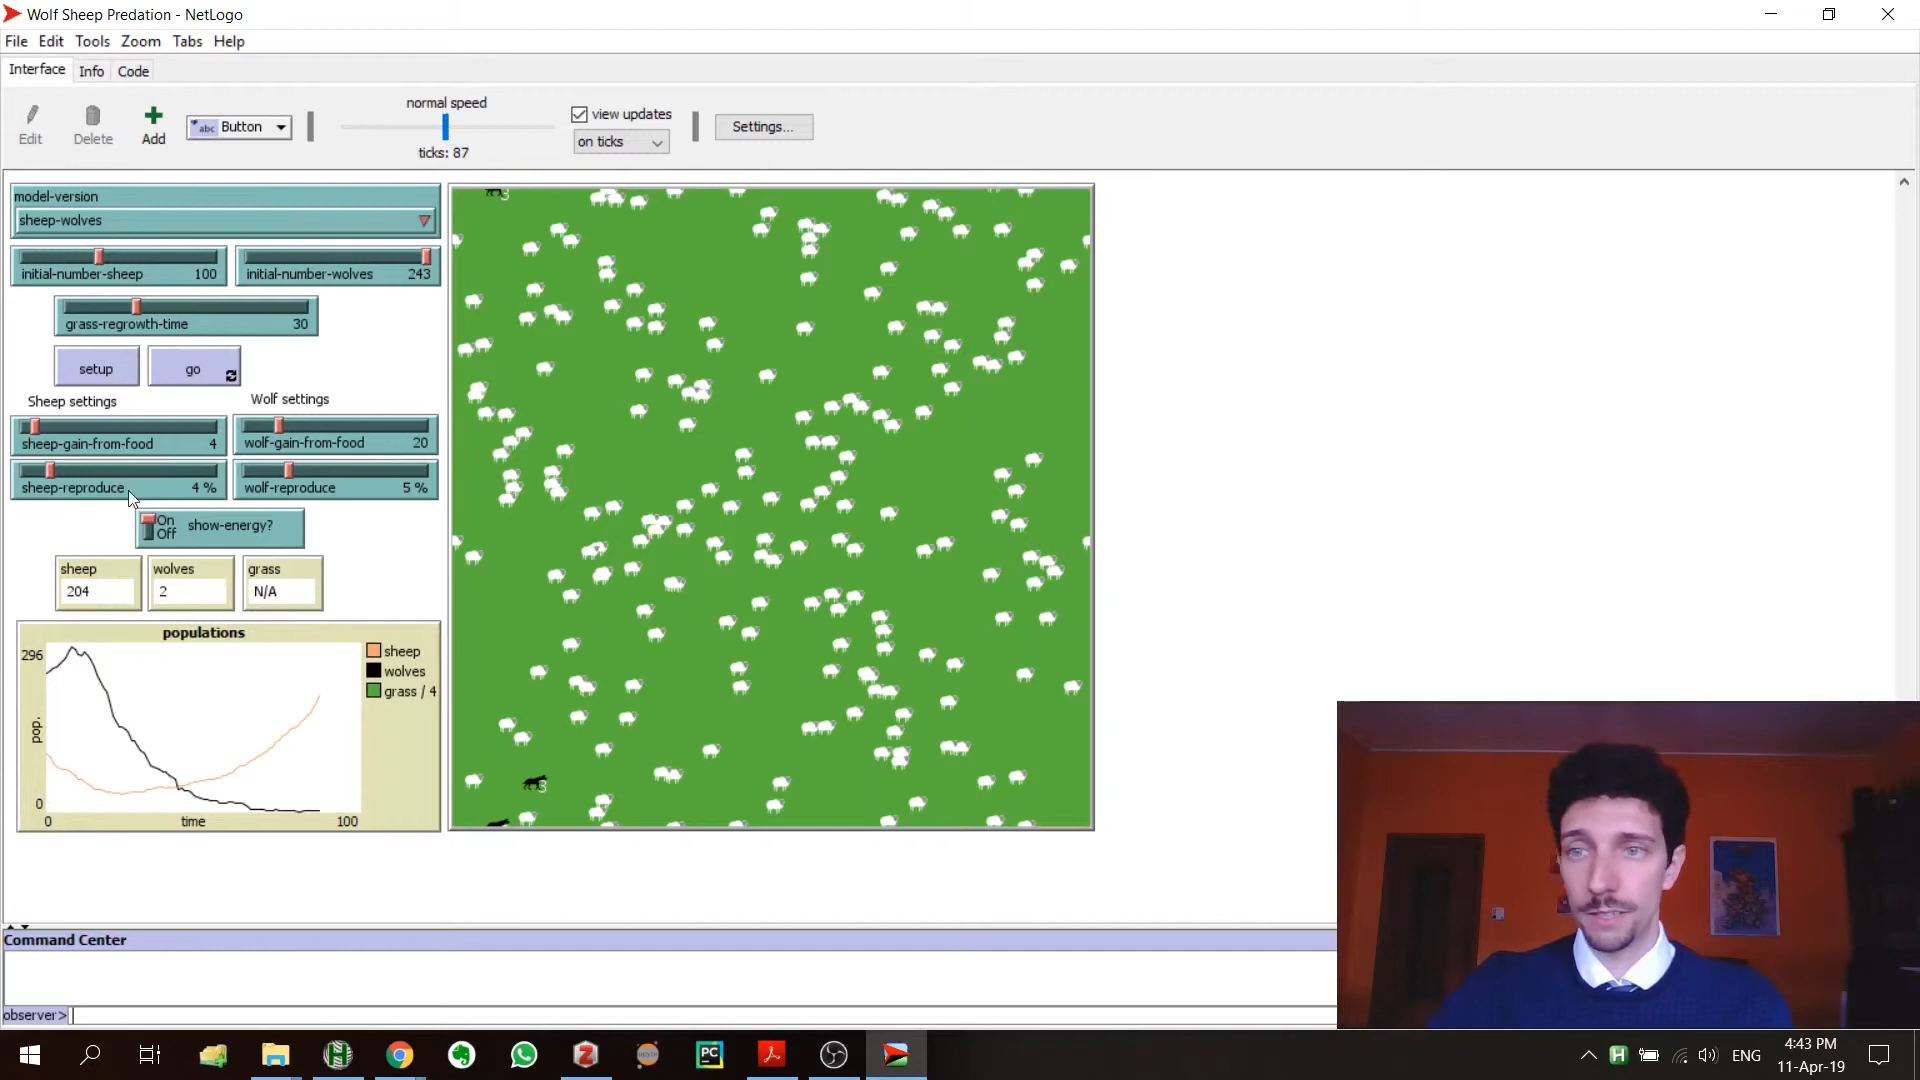 Wolf Sheep Predation - NetLogo
File Edit Tools Zoom Tabs Help
Interface Info Code
Edit
Delete
Add
abc Button
normal speed
ticks: 87
view updates
on ticks
Settings...
model-version
sheep-wolves
initial-number-sheep 100
initial-number-wolves 243
grass-regrowth-time 30
setup
go
Sheep settings
Wolf settings
sheep-gain-from-food 4
wolf-gain-from-food 20
sheep-reproduce 4 %
wolf-reproduce 5 %
On
Off
show-energy?
sheep
204
wolves
2
grass
N/A
populations
296
pop.
0
0
time
100
sheep
wolves
grass / 4
3
3
Command Center
observer>
PC
H
ENG
4:43 PM
11-Apr-19